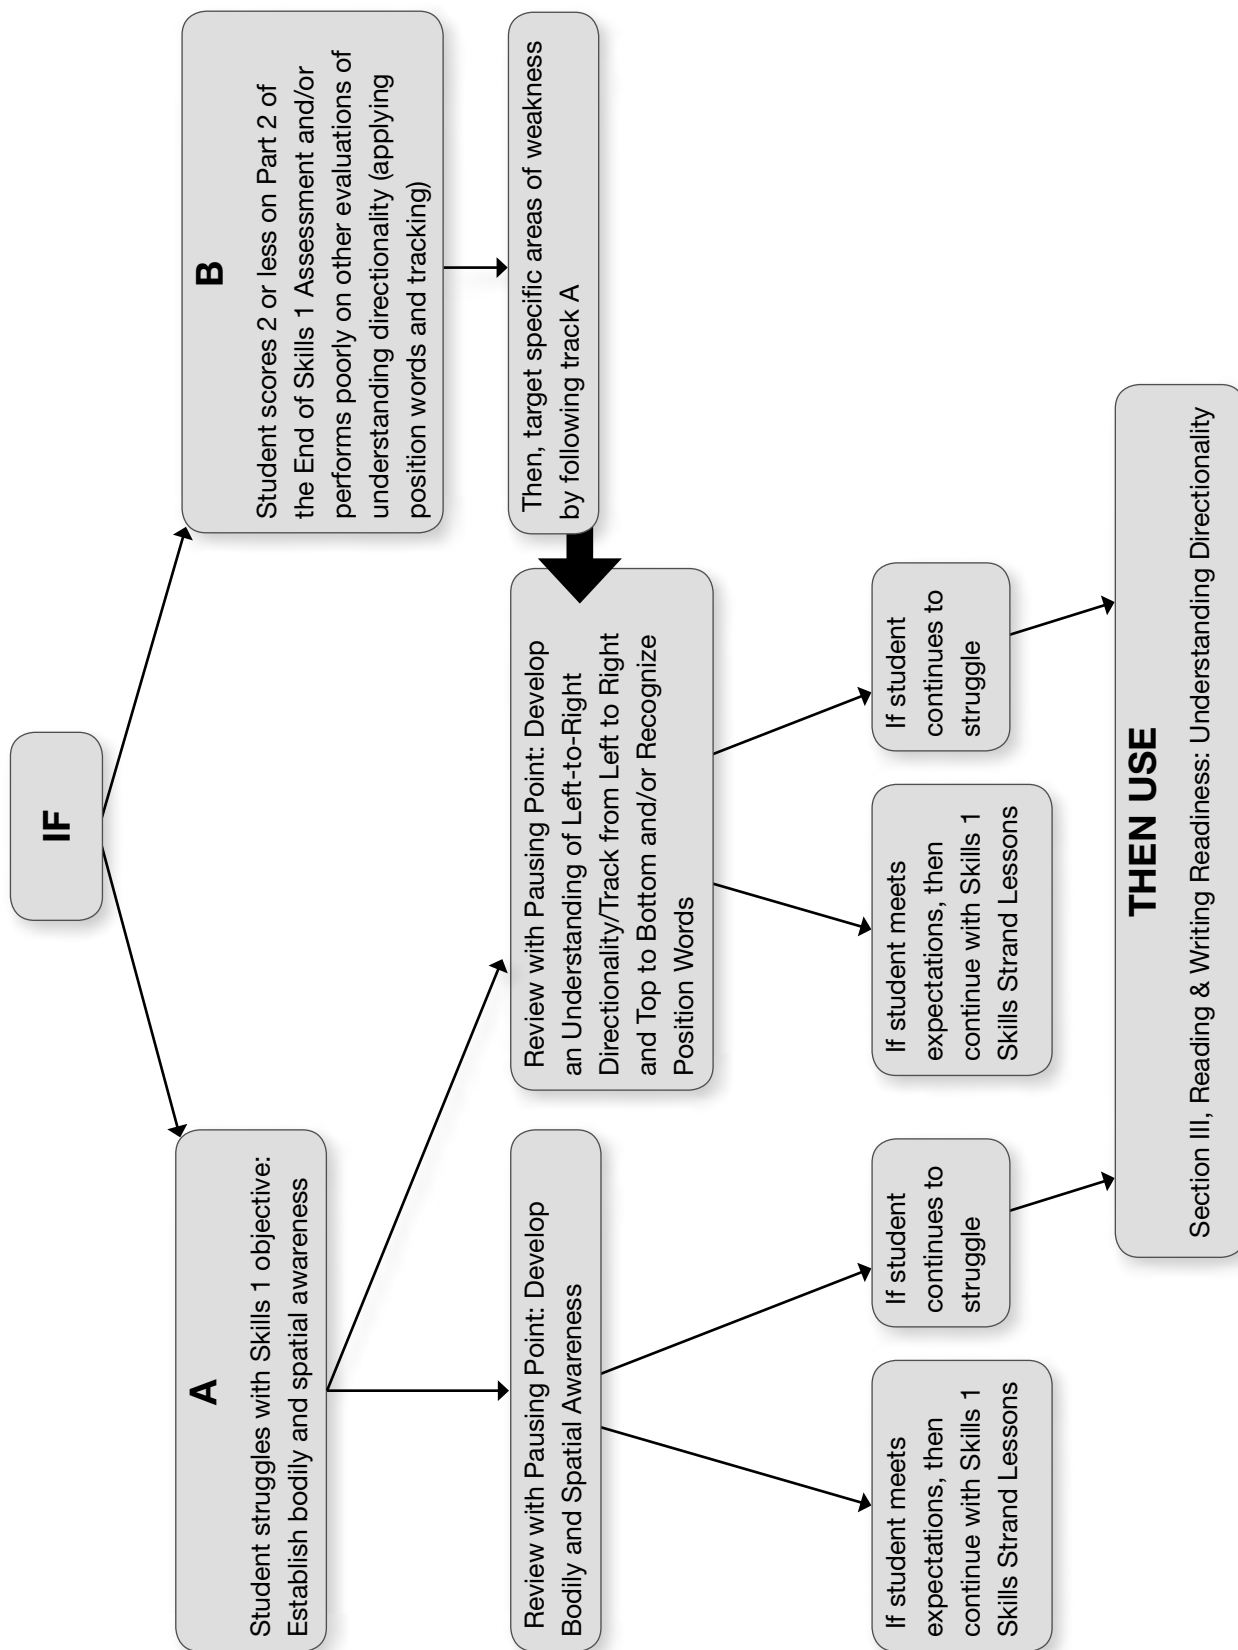 IF
A
Student struggles with Skills 1 objective:
Establish bodily and spatial awareness
B
Student scores 2 or less on Part 2 of
the End of Skills 1 Assessment and/or
performs poorly on other evaluations of
understanding directionality (applying
position words and tracking)
Review with Pausing Point: Develop
Bodily and Spatial Awareness
Review with Pausing Point: Develop
an Understanding of Left-to-Right
Directionality/Track from Left to Right
and Top to Bottom and/or Recognize
Position Words
Then, target specific areas of weakness
by following track A
If student meets
expectations, then
continue with Skills 1
Skills Strand Lessons
If student
continues to
struggle
If student meets
expectations, then
continue with Skills 1
Skills Strand Lessons
If student
continues to
struggle
THEN USE
Section III, Reading & Writing Readiness: Understanding Directionality